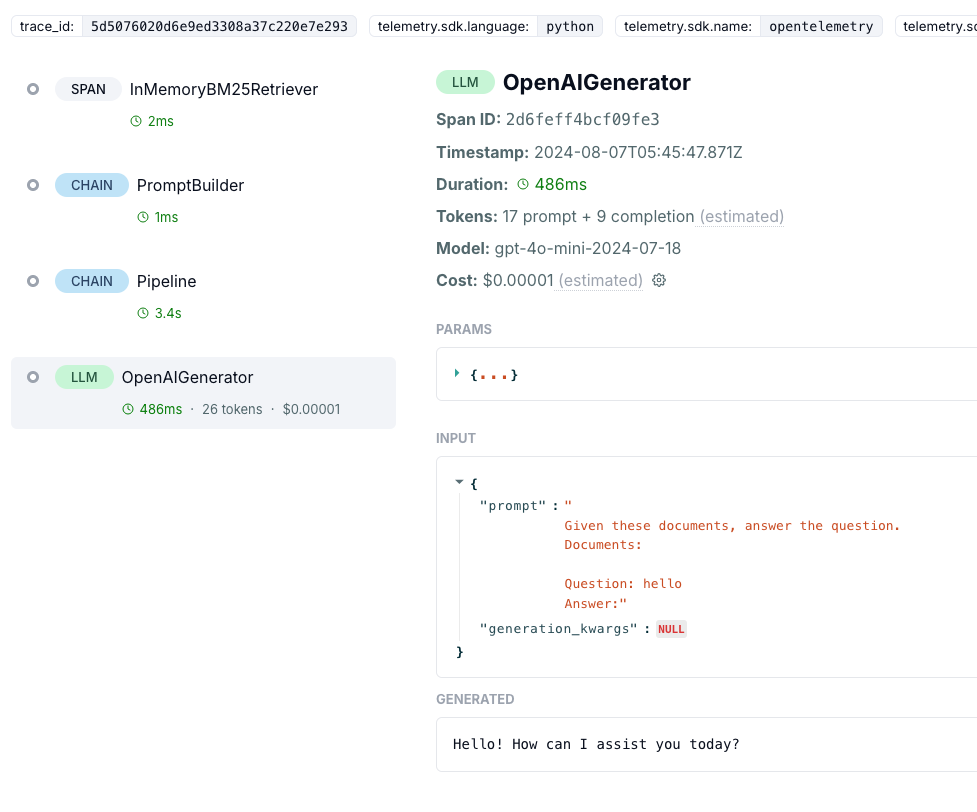 trace_id: 5d5076020d6e9ed3308a37c220e7e293 telemetry.sdk.language: python telemetry.sdk.name: opentelemetry
SPAN InMemoryBM25Retriever
2ms
CHAIN PromptBuilder
1ms
CHAIN Pipeline
3.4s
LLM OpenAIGenerator
486ms · 26 tokens · $0.00001
LLM OpenAIGenerator
Span ID: 2d6feff4bcf09fe3
Timestamp: 2024-08-07T05:45:47.871Z
Duration: 486ms
Tokens: 17 prompt + 9 completion (estimated)
Model: gpt-4o-mini-2024-07-18
Cost: $0.00001 (estimated)
PARAMS
{...}
INPUT
{
"prompt" : "
Given these documents, answer the question.
Documents:
Question: hello
Answer:"
"generation_kwargs" : NULL
}
GENERATED
Hello! How can I assist you today?